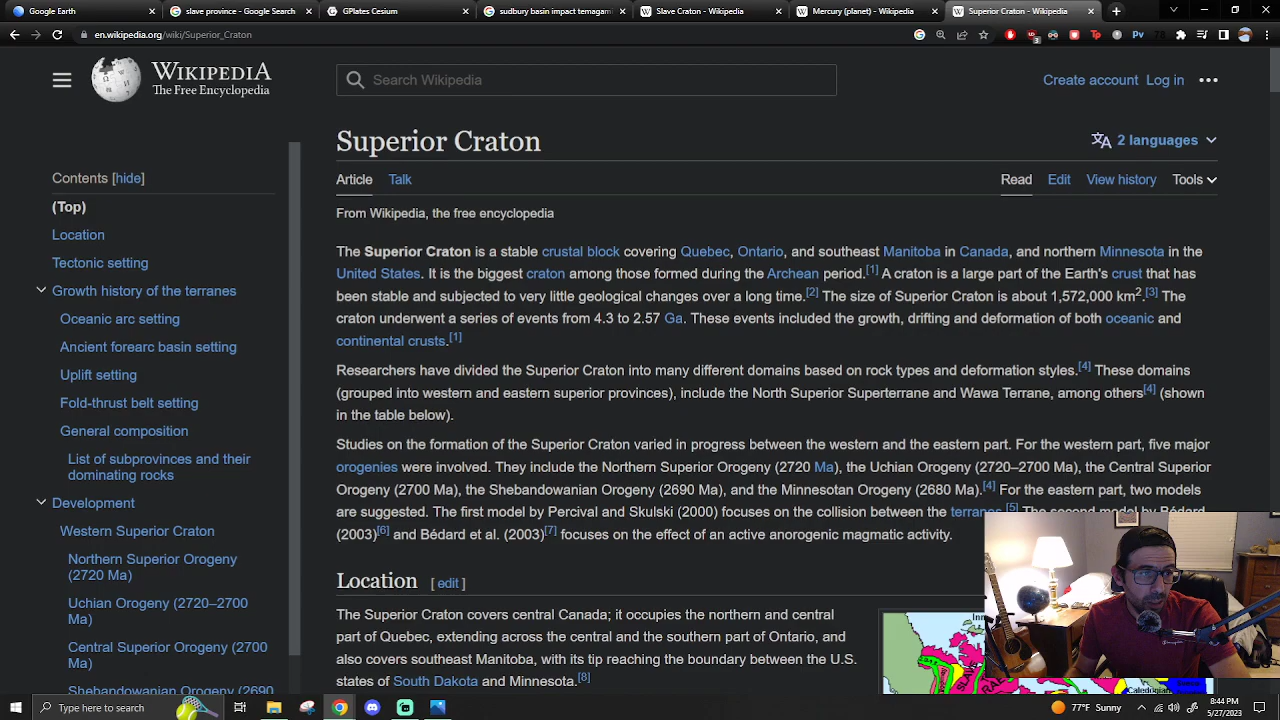 Google Earth
slave province - Google Search
GPlates Cesium
sudbury basin impact temagami
Slave Craton - Wikipedia
Mercury (planet) - Wikipedia
Superior Craton - Wikipedia
en.wikipedia.org/wiki/Superior_Craton
WIKIPEDIA
The Free Encyclopedia
Search Wikipedia
Create account Log in
Superior Craton
2 languages
Contents [hide]
(Top)
Location
Tectonic setting
Growth history of the terranes
Oceanic arc setting
Ancient forearc basin setting
Uplift setting
Fold-thrust belt setting
General composition
List of subprovinces and their
dominating rocks
Development
Western Superior Craton
Northern Superior Orogeny
(2720 Ma)
Uchian Orogeny (2720–2700
Ma)
Central Superior Orogeny (2700
Ma)
Shebandowanian Orogeny (2690
Article Talk
Read Edit View history Tools
From Wikipedia, the free encyclopedia
The Superior Craton is a stable crustal block covering Quebec, Ontario, and southeast Manitoba in Canada, and northern Minnesota in the
United States. It is the biggest craton among those formed during the Archean period.[1] A craton is a large part of the Earth's crust that has
been stable and subjected to very little geological changes over a long time.[2] The size of Superior Craton is about 1,572,000 km2.[3] The
craton underwent a series of events from 4.3 to 2.57 Ga. These events included the growth, drifting and deformation of both oceanic and
continental crusts.[1]
Researchers have divided the Superior Craton into many different domains based on rock types and deformation styles.[4] These domains
(grouped into western and eastern superior provinces), include the North Superior Superterrane and Wawa Terrane, among others[4] (shown
in the table below).
Studies on the formation of the Superior Craton varied in progress between the western and the eastern part. For the western part, five major
orogenies were involved. They include the Northern Superior Orogeny (2720 Ma), the Uchian Orogeny (2720–2700 Ma), the Central Superior
Orogeny (2700 Ma), the Shebandowanian Orogeny (2690 Ma), and the Minnesotan Orogeny (2680 Ma).[4] For the eastern part, two models
are suggested. The first model by Percival and Skulski (2000) focuses on the collision between the terranes.[5] The second model by Bédard
(2003)[6] and Bédard et al. (2003)[7] focuses on the effect of an active anorogenic magmatic activity.
Location [ edit ]
The Superior Craton covers central Canada; it occupies the northern and central
part of Quebec, extending across the central and the southern part of Ontario, and
also covers southeast Manitoba, with its tip reaching the boundary between the U.S.
states of South Dakota and Minnesota.[8]
Caledonian
Type here to search
77°F Sunny
8:44 PM
5/27/2023